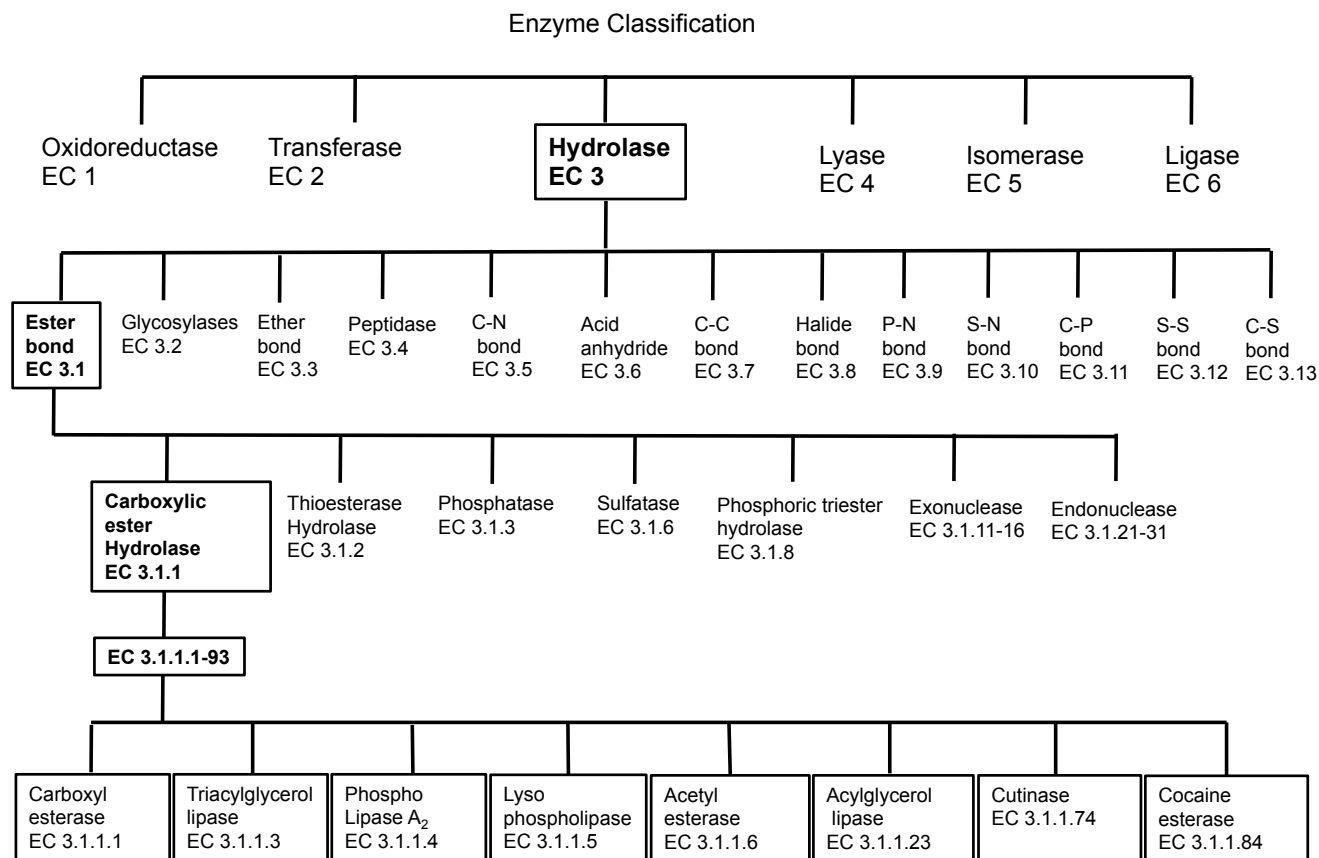 Enzyme Classification
Oxidoreductase
EC 1
Transferase
EC 2
Hydrolase
EC 3
Lyase
EC 4
Isomerase
EC 5
Ligase
EC 6
Ester
bond
EC 3.1
Glycosylases
EC 3.2
Ether
bond
EC 3.3
Peptidase
EC 3.4
C-N
bond
EC 3.5
Acid
anhydride
EC 3.6
C-C
bond
EC 3.7
Halide
bond
EC 3.8
P-N
bond
EC 3.9
S-N
bond
EC 3.10
C-P
bond
EC 3.11
S-S
bond
EC 3.12
C-S
bond
EC 3.13
Carboxylic
ester
Hydrolase
EC 3.1.1
Thioesterase
Hydrolase
EC 3.1.2
Phosphatase
EC 3.1.3
Sulfatase
EC 3.1.6
Phosphoric triester
hydrolase
EC 3.1.8
Exonuclease
EC 3.1.11-16
Endonuclease
EC 3.1.21-31
EC 3.1.1.1-93
Carboxyl
esterase
EC 3.1.1.1
Triacylglycerol
lipase
EC 3.1.1.3
Phospho
Lipase A2
EC 3.1.1.4
Lyso
phospholipase
EC 3.1.1.5
Acetyl
esterase
EC 3.1.1.6
Acylglycerol
lipase
EC 3.1.1.23
Cutinase
EC 3.1.1.74
Cocaine
esterase
EC 3.1.1.84